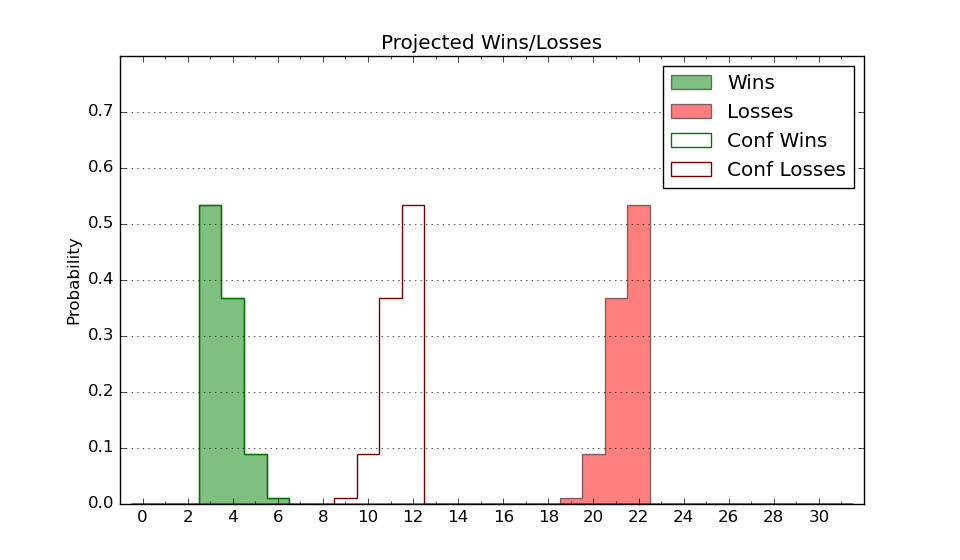 Projected Wins/Losses
Probability
0.7
0.6
0.5
0.4
0.3
0.2
0.1
0.0
0 2 4 6 8 10 12 14 16 18 20 22 24 26 28 30
Wins
Losses
Conf Wins
Conf Losses